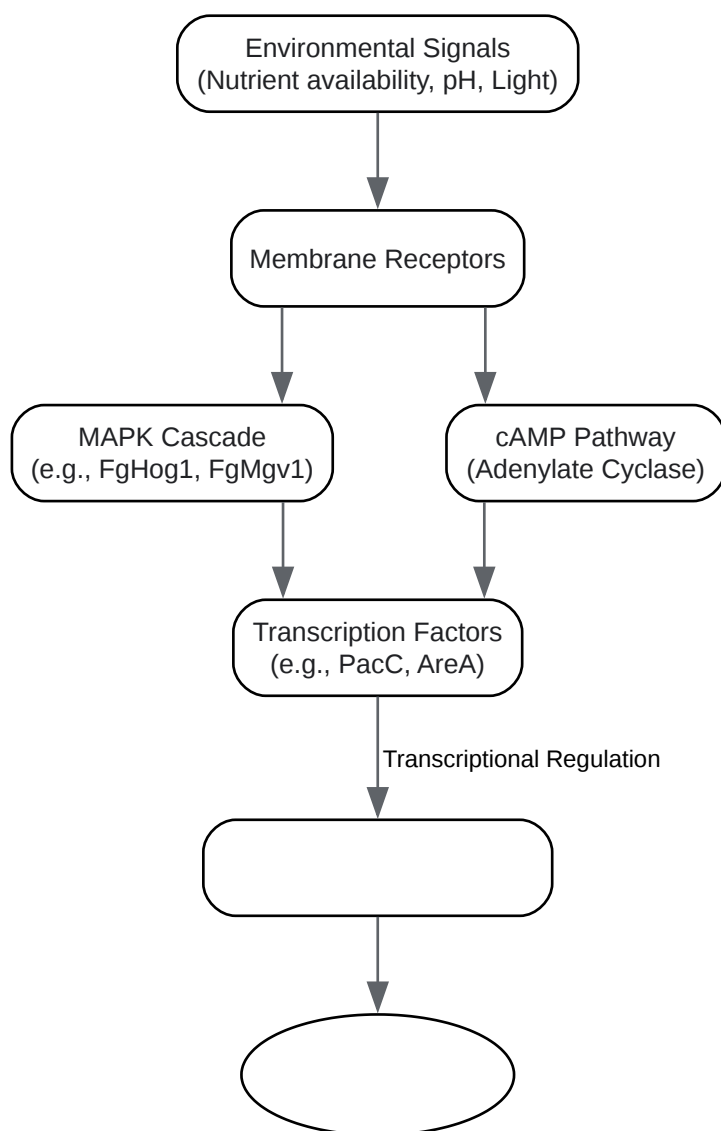 Environmental Signals
(Nutrient availability, pH, Light)
Membrane Receptors
MAPK Cascade
(e.g., FgHog1, FgMgv1)
cAMP Pathway
(Adenylate Cyclase)
Transcription Factors
(e.g., PacC, AreA)
Transcriptional Regulation